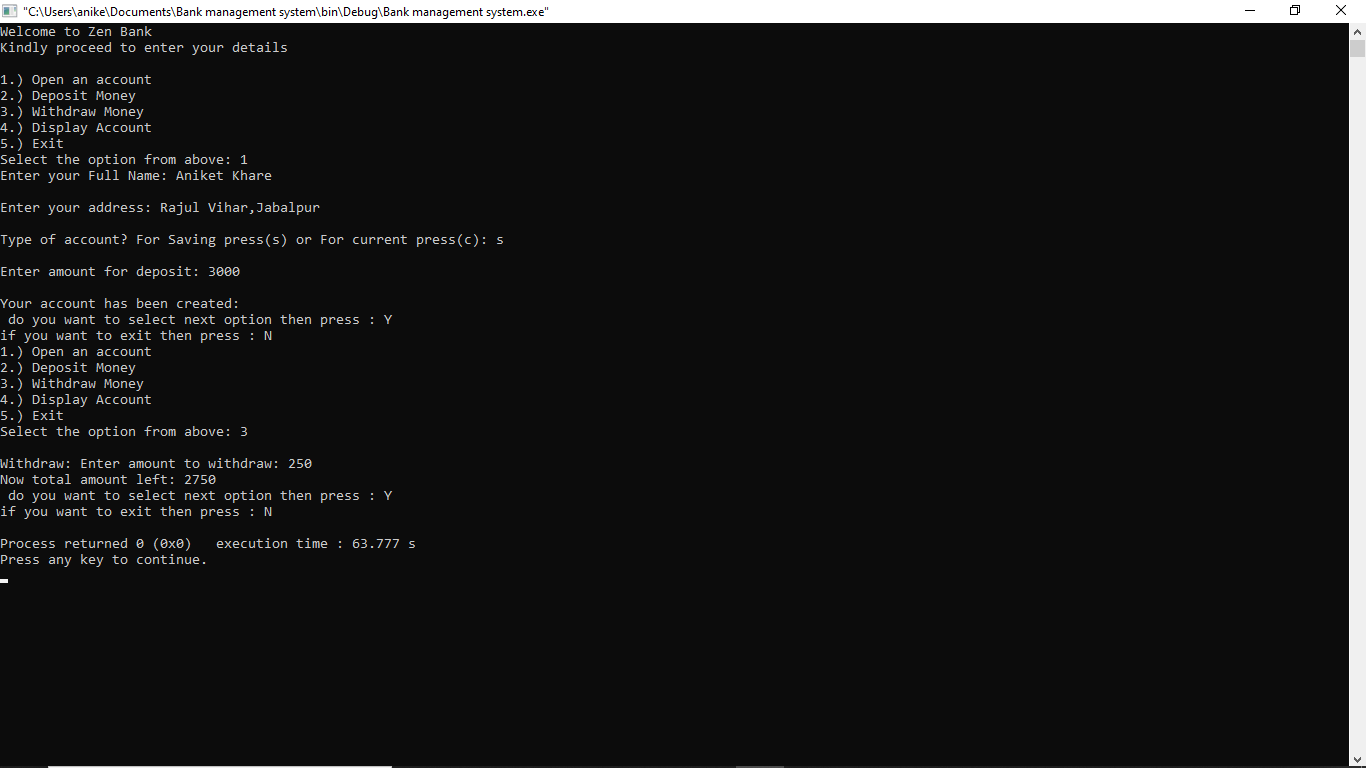 "C:\Users\anike\Documents\Bank management system\bin\Debug\Bank management system.exe"
Welcome to Zen Bank
Kindly proceed to enter your details
1.) Open an account
2.) Deposit Money
3.) Withdraw Money
4.) Display Account
5.) Exit
Select the option from above: 1
Enter your Full Name: Aniket Khare
Enter your address: Rajul Vihar,Jabalpur
Type of account? For Saving press(s) or For current press(c): s
Enter amount for deposit: 3000
Your account has been created:
 do you want to select next option then press : Y
if you want to exit then press : N
1.) Open an account
2.) Deposit Money
3.) Withdraw Money
4.) Display Account
5.) Exit
Select the option from above: 3
Withdraw: Enter amount to withdraw: 250
Now total amount left: 2750
 do you want to select next option then press : Y
if you want to exit then press : N
Process returned 0 (0x0)   execution time : 63.777 s
Press any key to continue.